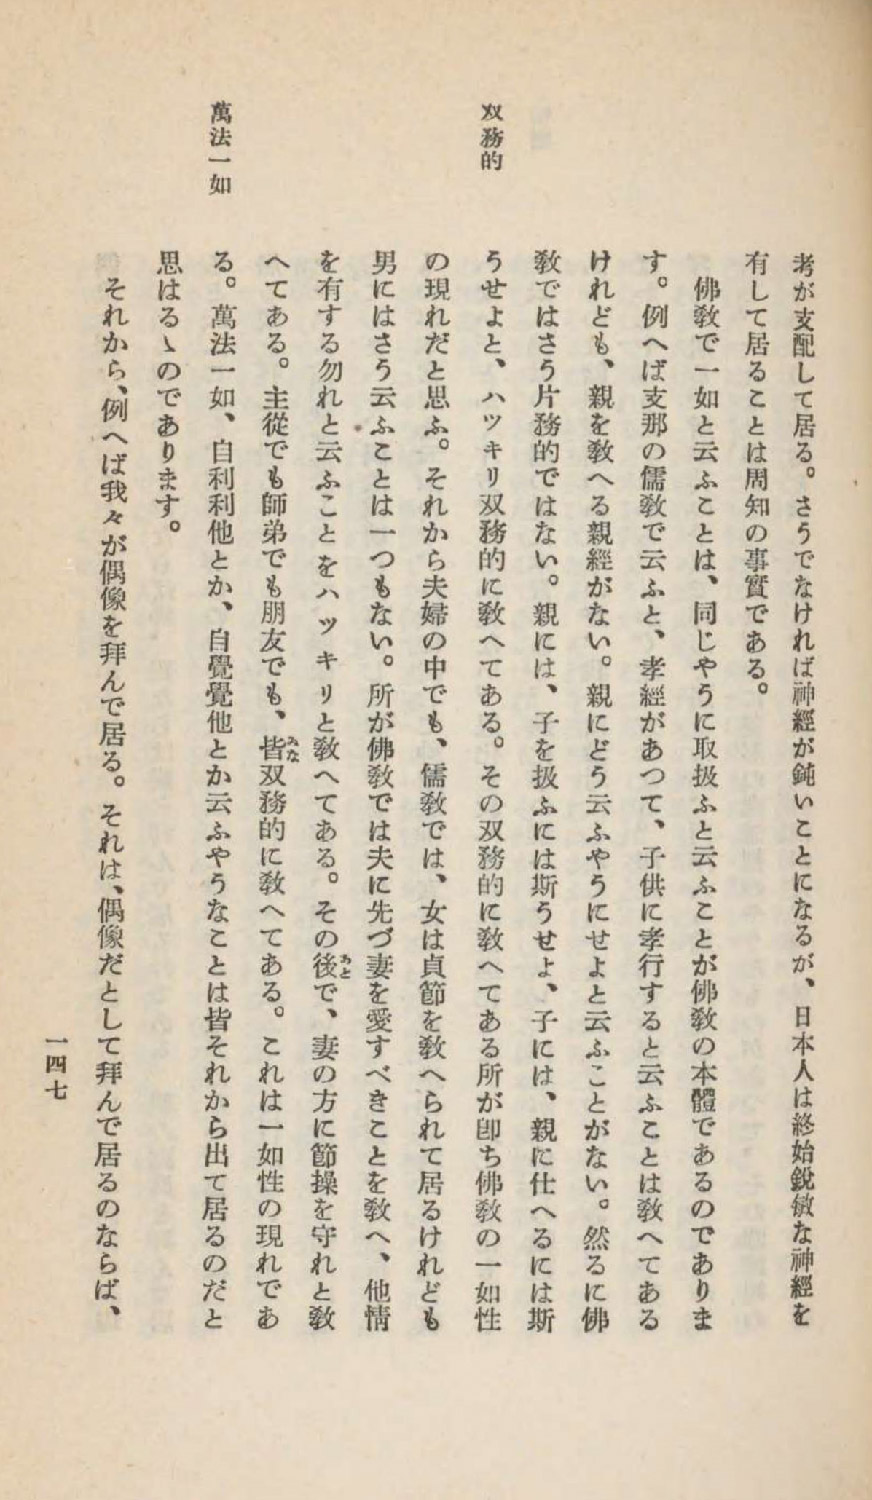 考が支配して居る。さうでなければ神經が鈍いことになるが、日本人は終始銳敏な神經を
有して居ることは周知の事實である。
佛敎で一如と云ふことは、同じやうに取扱ふと云ふことが佛敎の本體であるのでありま
す。例へば支那の儒敎で云ふと、孝經があつて、子供に孝行すると云ふことは敎へてある
けれども、親を敎へる親經がない。親にどう云ふやうにせよと云ふことがない。然るに佛
敎ではさう片務的ではない。親には、子を扱ふには斯うせよ、子には、親に仕へるには斯
双務的
うせよと、ハツキリ双務的に敎へてある。その双務的に敎へてある所が卽ち佛敎の一如性
の現れだと思ふ。それから夫婦の中でも、儒敎では、女は貞節を敎へられて居るけれども
男にはさう云ふことは一つもない。所が佛敎では夫に先づ妻を愛すべきことを敎へ、他情
を有する勿れと云ふことをハツキリと敎へてある。その後あとで、妻の方に節操を守れと敎
へてある。主從でも師弟でも朋友でも、皆みな双務的に敎へてある。これは一如性の現れであ
萬法一如
る。萬法一如、自利利他とか、自覺覺他とか云ふやうなことは皆それから出て居るのだと
思はるゝのであります。
それから、例へば我々が偶像を拜んで居る。それは、偶像だとして拜んで居るのならば、
一四七